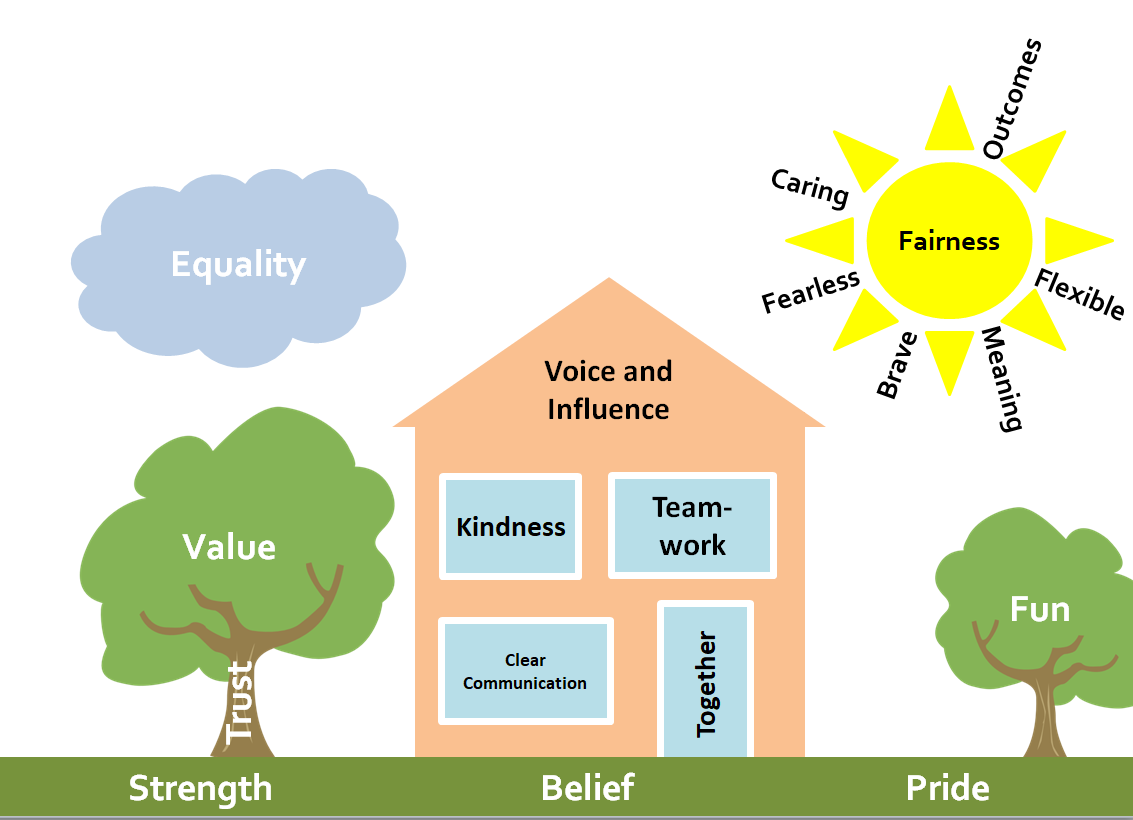 Outcomes
Caring
Fairness
Equality
Fearless
Flexible
Brave
Meaning
Voice and
Influence
Kindness
Team-
work
Value
Fun
Clear
Communication
Together
Trust
Strength
Belief
Pride